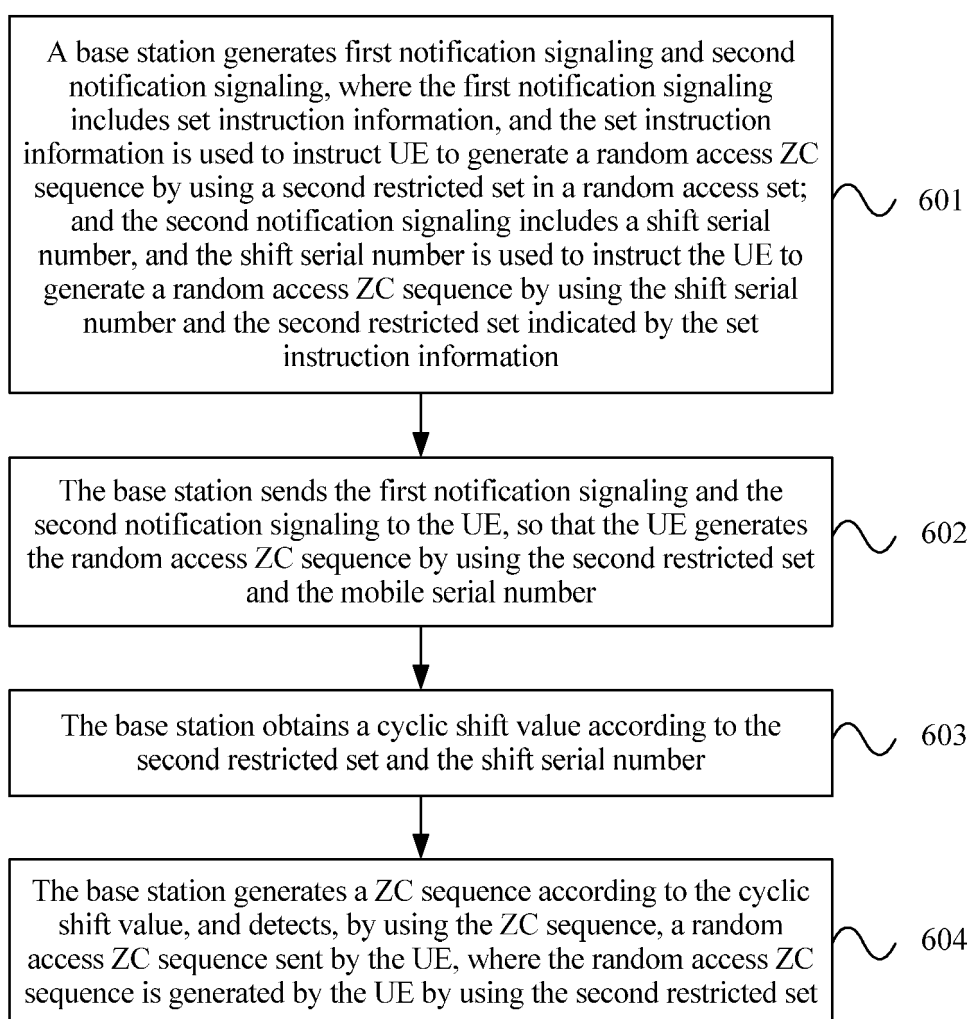 A base station generates first notification signaling and second
notification signaling, where the first notification signaling
includes set instruction information, and the set instruction
information is used to instruct UE to generate a random access ZC
sequence by using a second restricted set in a random access set;
and the second notification signaling includes a shift serial
number, and the shift serial number is used to instruct the UE to
generate a random access ZC sequence by using the shift serial
number and the second restricted set indicated by the set
instruction information
601
The base station sends the first notification signaling and the
second notification signaling to the UE, so that the UE generates
the random access ZC sequence by using the second restricted set
and the mobile serial number
602
The base station obtains a cyclic shift value according to the
second restricted set and the shift serial number
603
The base station generates a ZC sequence according to the cyclic
shift value, and detects, by using the ZC sequence, a random
access ZC sequence sent by the UE, where the random access ZC
sequence is generated by the UE by using the second restricted set
604